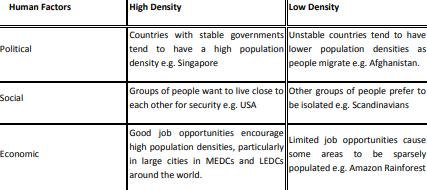 Human Factors High Density Low Density
Political
Countries with stable governments
tend to have a high population
density e.g. Singapore
Unstable countries tend to have
lower population densities as
people migrate e.g. Afghanistan.
Social
Groups of people want to live close to
each other for security e.g. USA
Other groups of people prefer to
be isolated e.g. Scandinavians
Economic
Good job opportunities encourage
high population densities, particularly
in large cities in MEDCs and LEDCs
around the world.
Limited job opportunities cause
some areas to be sparsely
populated e.g. Amazon Rainforest